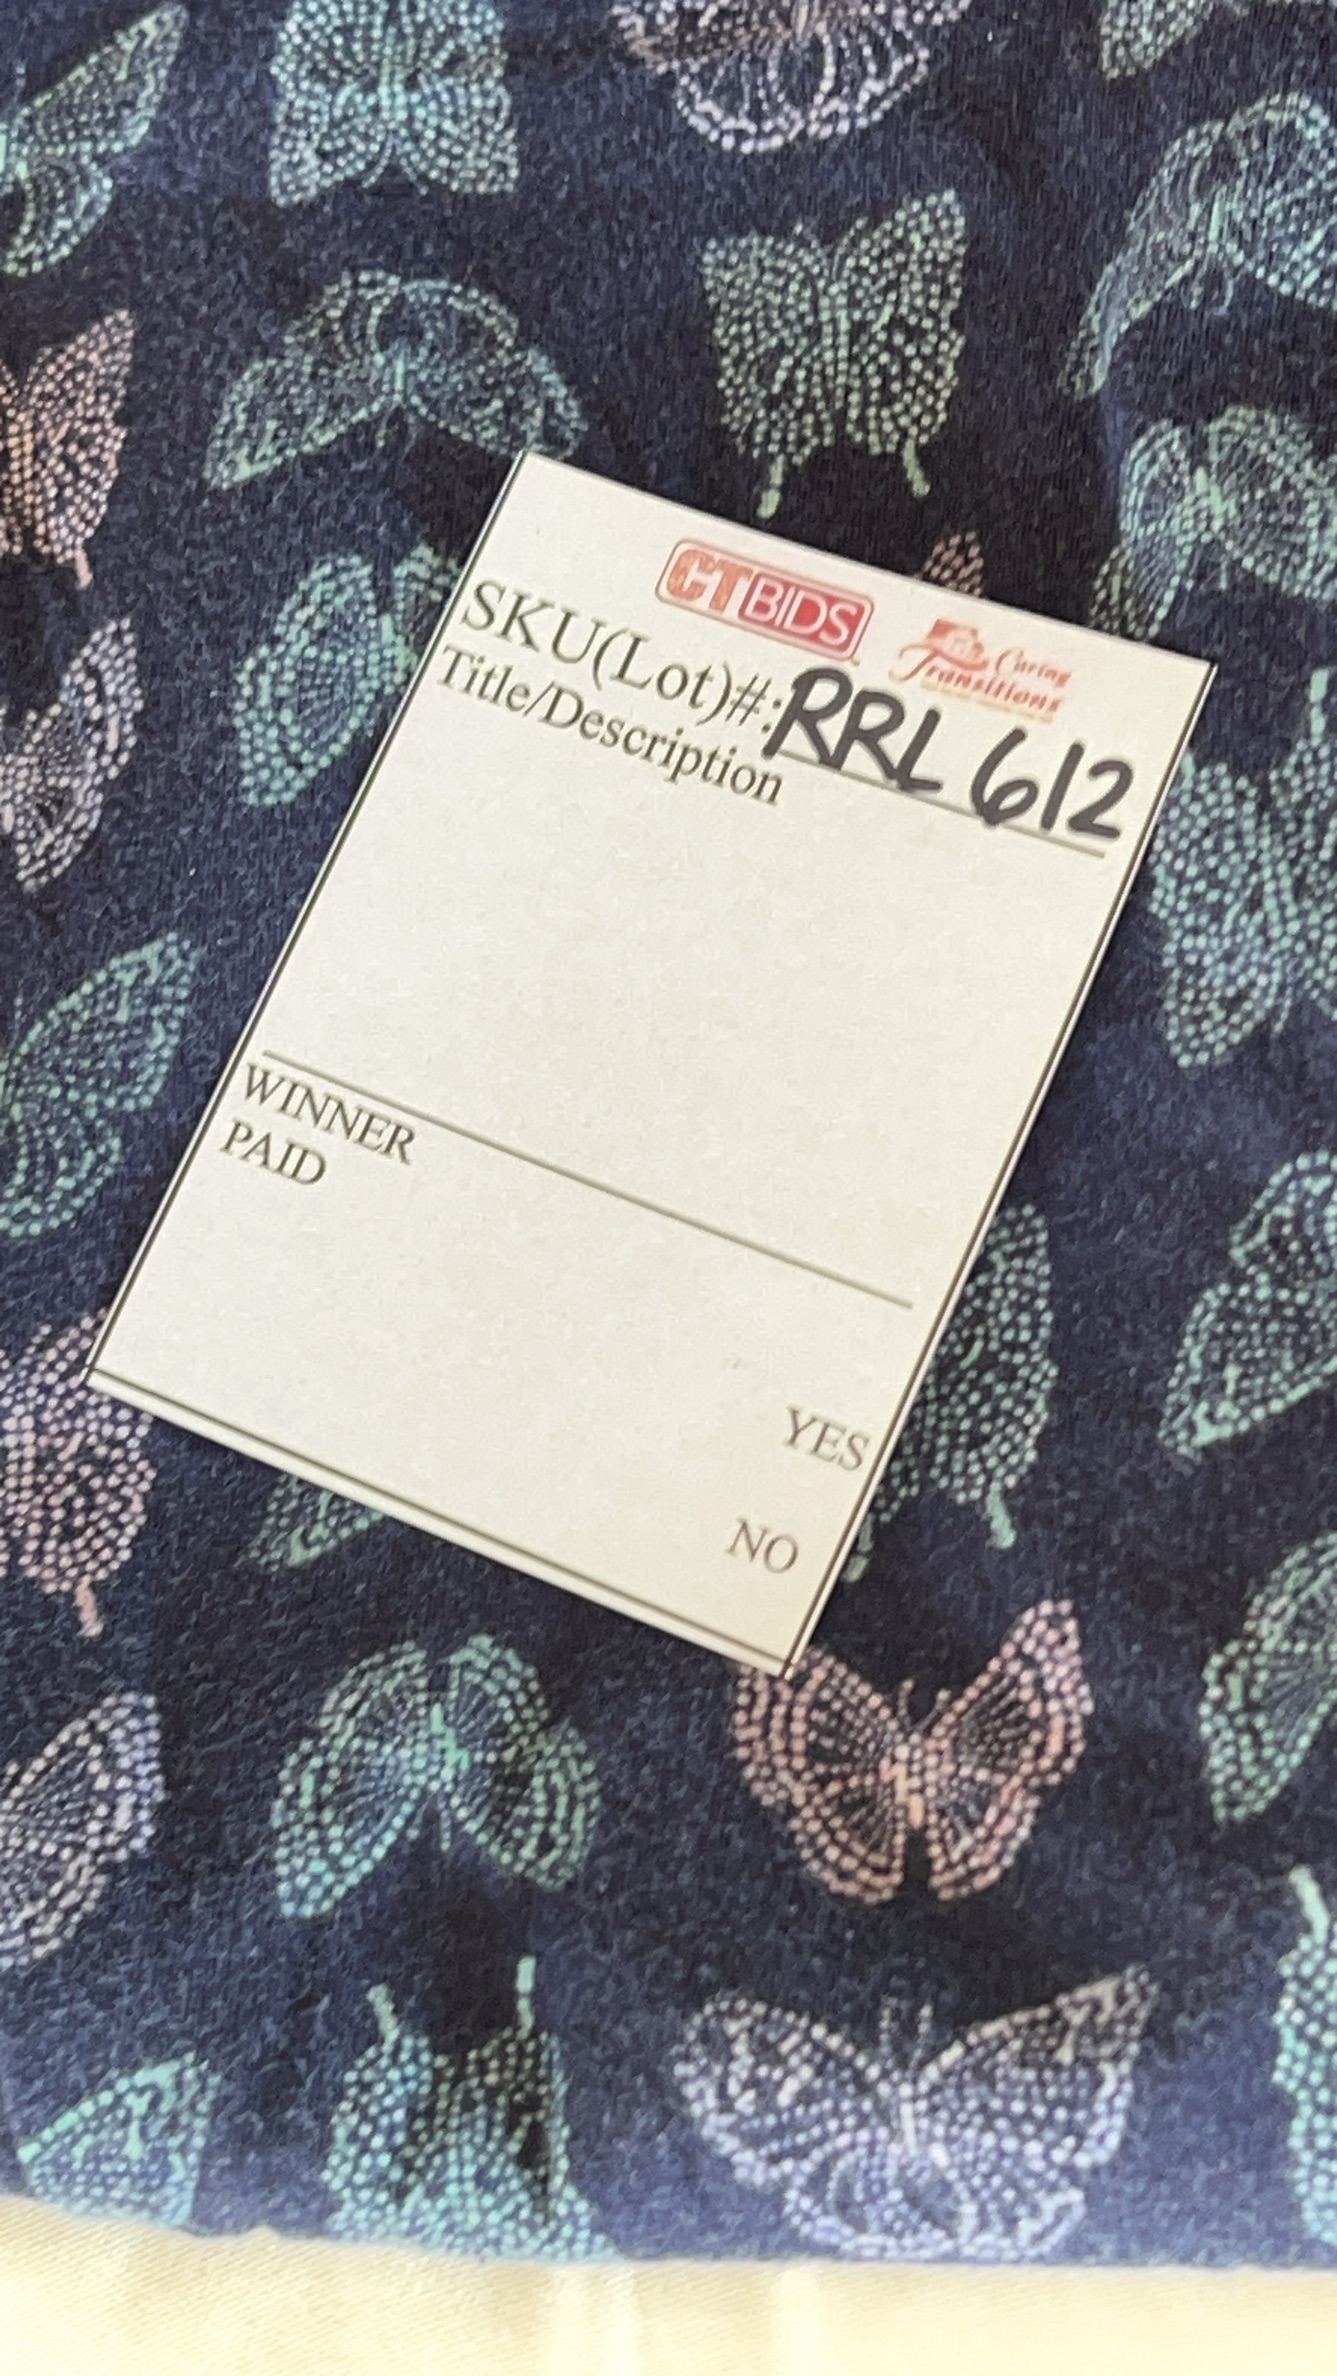 CTBIDS
Caring
Transitions
SKU(Lot)#: RRL 612
Title/Description
WINNER
PAID
YES
NO